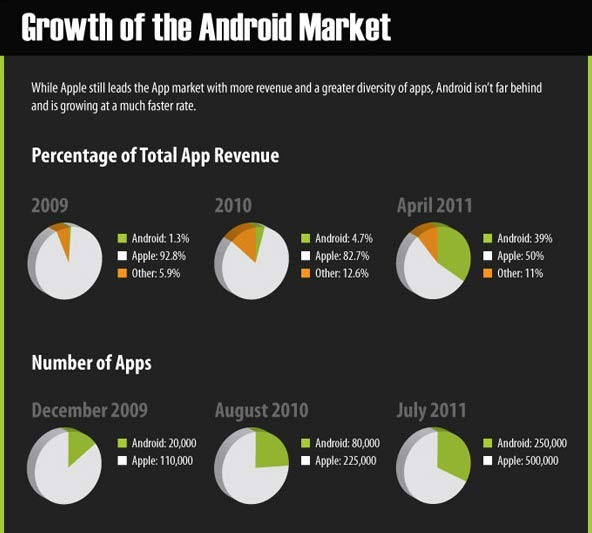 Growth of the Android Market
While Apple still leads the App market with more revenue and a greater diversity of apps, Android isn't far behind
and is growing at a much faster rate.
Percentage of Total App Revenue
2009
2010
April 2011
Android: 1.3%
Apple: 92.8%
Other: 5.9%
Android: 4.7%
Apple: 82.7%
Other: 12.6%
Android: 39%
Apple: 50%
Other: 11%
Number of Apps
December 2009
August 2010
July 2011
Android: 20,000
Apple: 110,000
Android: 80,000
Apple: 225,000
Android: 250,000
Apple: 500,000